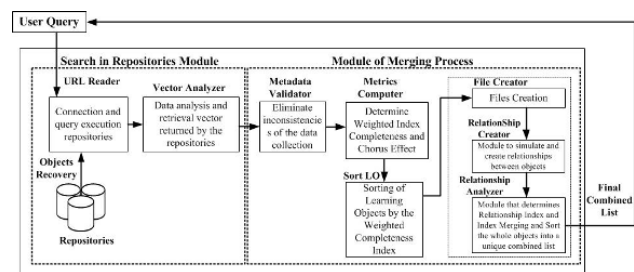 User Query
Search in Repositories Module
Module of Merging Process
URL Reader
Connection and
query execution
repositories
Objects
Recovery
Repositories
Vector Analyzer
Data analysis and
retrieval vector
returned by the
repositories
Metadata
Validator
Eliminate
inconsistencie
s of the data
collection
Metrics
Computer
Determine
Weighted Index
Completeness and
Chorus Effect
Sort LO
Sorting of
Learning
Objects by the
Weighted
Completeness
Index
File Creator
Files Creation
RelationShip
Creator
Module to simulate and
create relationships
between objects
Relationship
Analyzer
Module that determines
Relationship Index and
Index Merging and Sort
the whole objects into a
unique combined list
Final
Combined
List